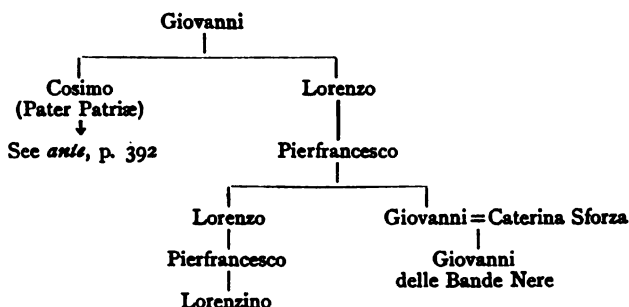 Giovanni
Cosimo
(Pater Patriæ)
Lorenzo
See ante, p. 392
Pierfrancesco
Lorenzo
Giovanni=Caterina Sforza
Pierfrancesco
Giovanni
delle Bande Nere
Lorenzino